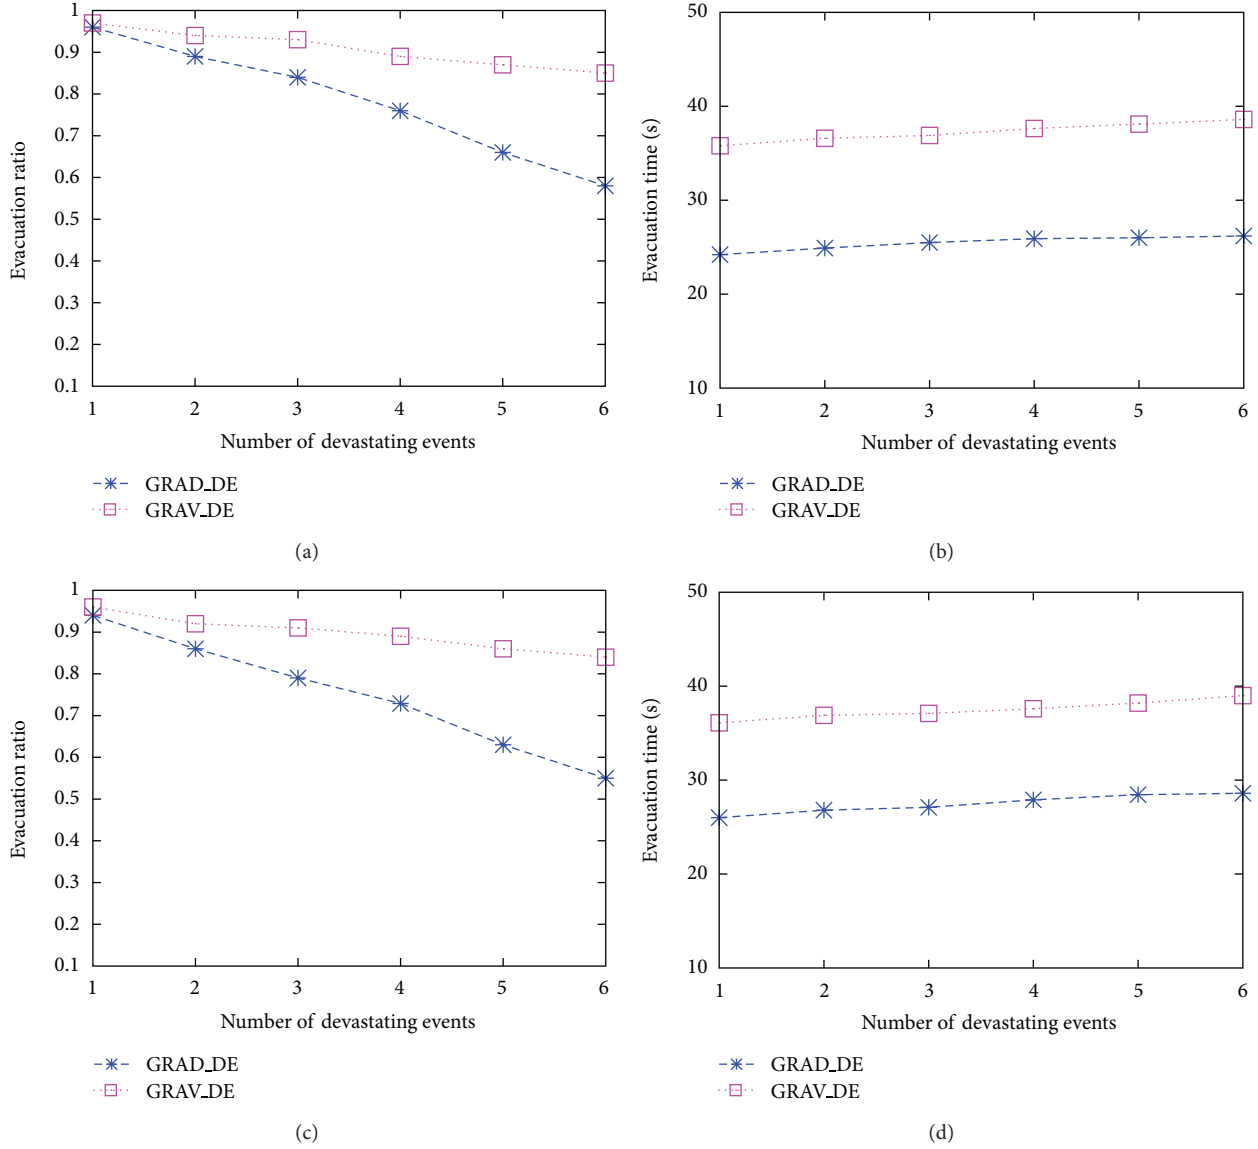 1
0.9
0.8
0.7
0.6
0.5
0.4
0.3
0.2
0.1
Evacuation ratio
1 2 3 4 5 6
Number of devastating events
GRAD_DE
GRAV_DE
(a)
50
40
30
20
10
Evacuation time (s)
1 2 3 4 5 6
Number of devastating events
GRAD_DE
GRAV_DE
(b)
1
0.9
0.8
0.7
0.6
0.5
0.4
0.3
0.2
0.1
Evacuation ratio
1 2 3 4 5 6
Number of devastating events
GRAD_DE
GRAV_DE
(c)
50
40
30
20
10
Evacuation time (s)
1 2 3 4 5 6
Number of devastating events
GRAD_DE
GRAV_DE
(d)